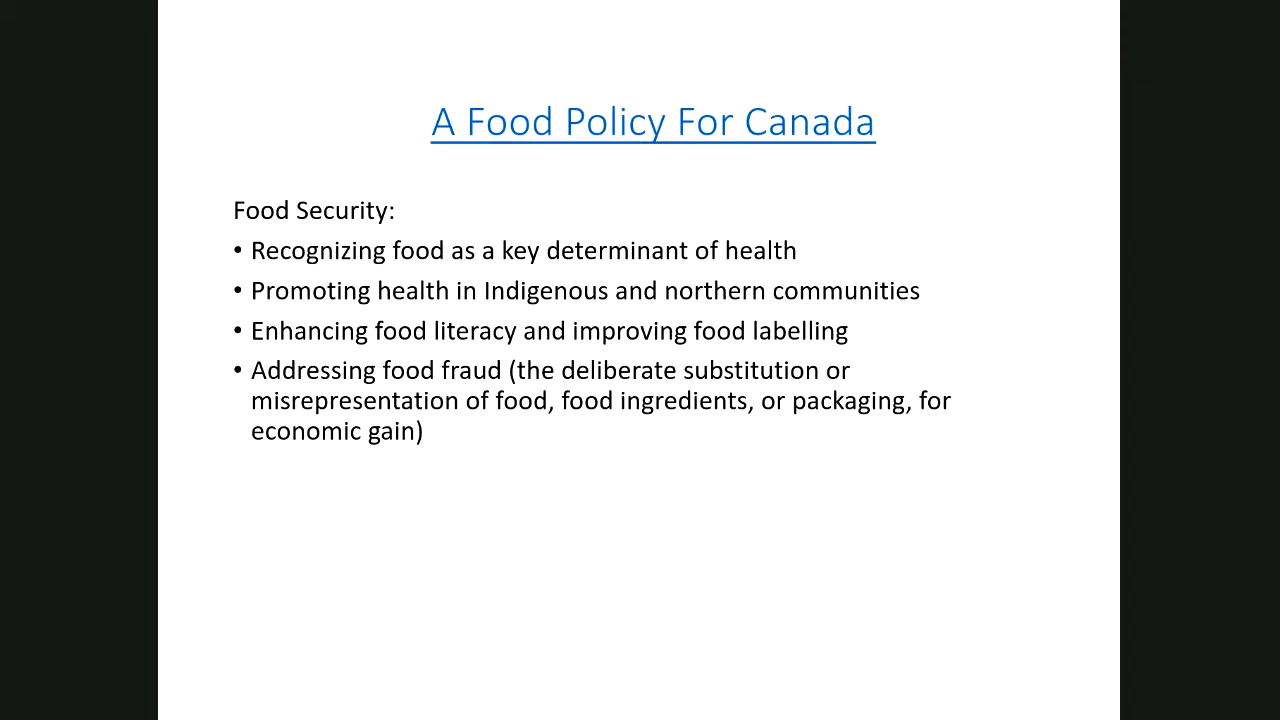 A Food Policy For Canada
Food Security:
• Recognizing food as a key determinant of health
• Promoting health in Indigenous and northern communities
• Enhancing food literacy and improving food labelling
• Addressing food fraud (the deliberate substitution or
misrepresentation of food, food ingredients, or packaging, for
economic gain)